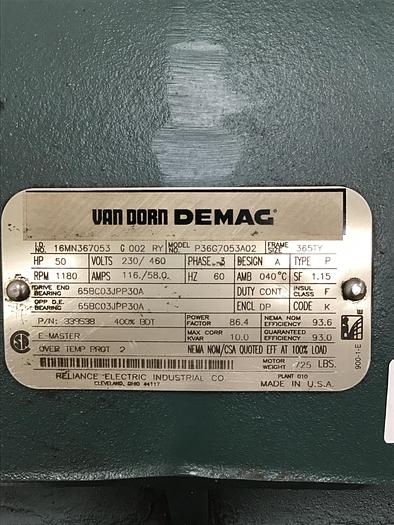 VAN DORN DEMAG
I.D. NO. 16MN367053 G 002 RY MODEL NO. P36G7053A02 FRAME SIZE 365TY
HP 50 VOLTS 230/460 PHASE 3 DESIGN A TYPE P
RPM 1180 AMPS 116/58.0 HZ 60 AMB 040°C SF 1.15
DRIVE END BEARING 65BC03JPP30A DUTY CONT INSUL CLASS F
OPP D.E. BEARING 65BC03JPP30A ENCL DP CODE K
P/N: 339538 400% BDT POWER FACTOR 86.4 NEMA NOM EFFICIENCY 93.6
E-MASTER MAX CORR KVAR 10.0 GUARANTEED EFFICIENCY 93.0
OVER TEMP PROT 2 NEMA NOM/CSA QUOTED EFF AT 100% LOAD
MOTOR WEIGHT 725 LBS.
RELIANCE ELECTRIC INDUSTRIAL CO. PLANT 010
CLEVELAND, OHIO 44117 MADE IN U.S.A.
900-1-E